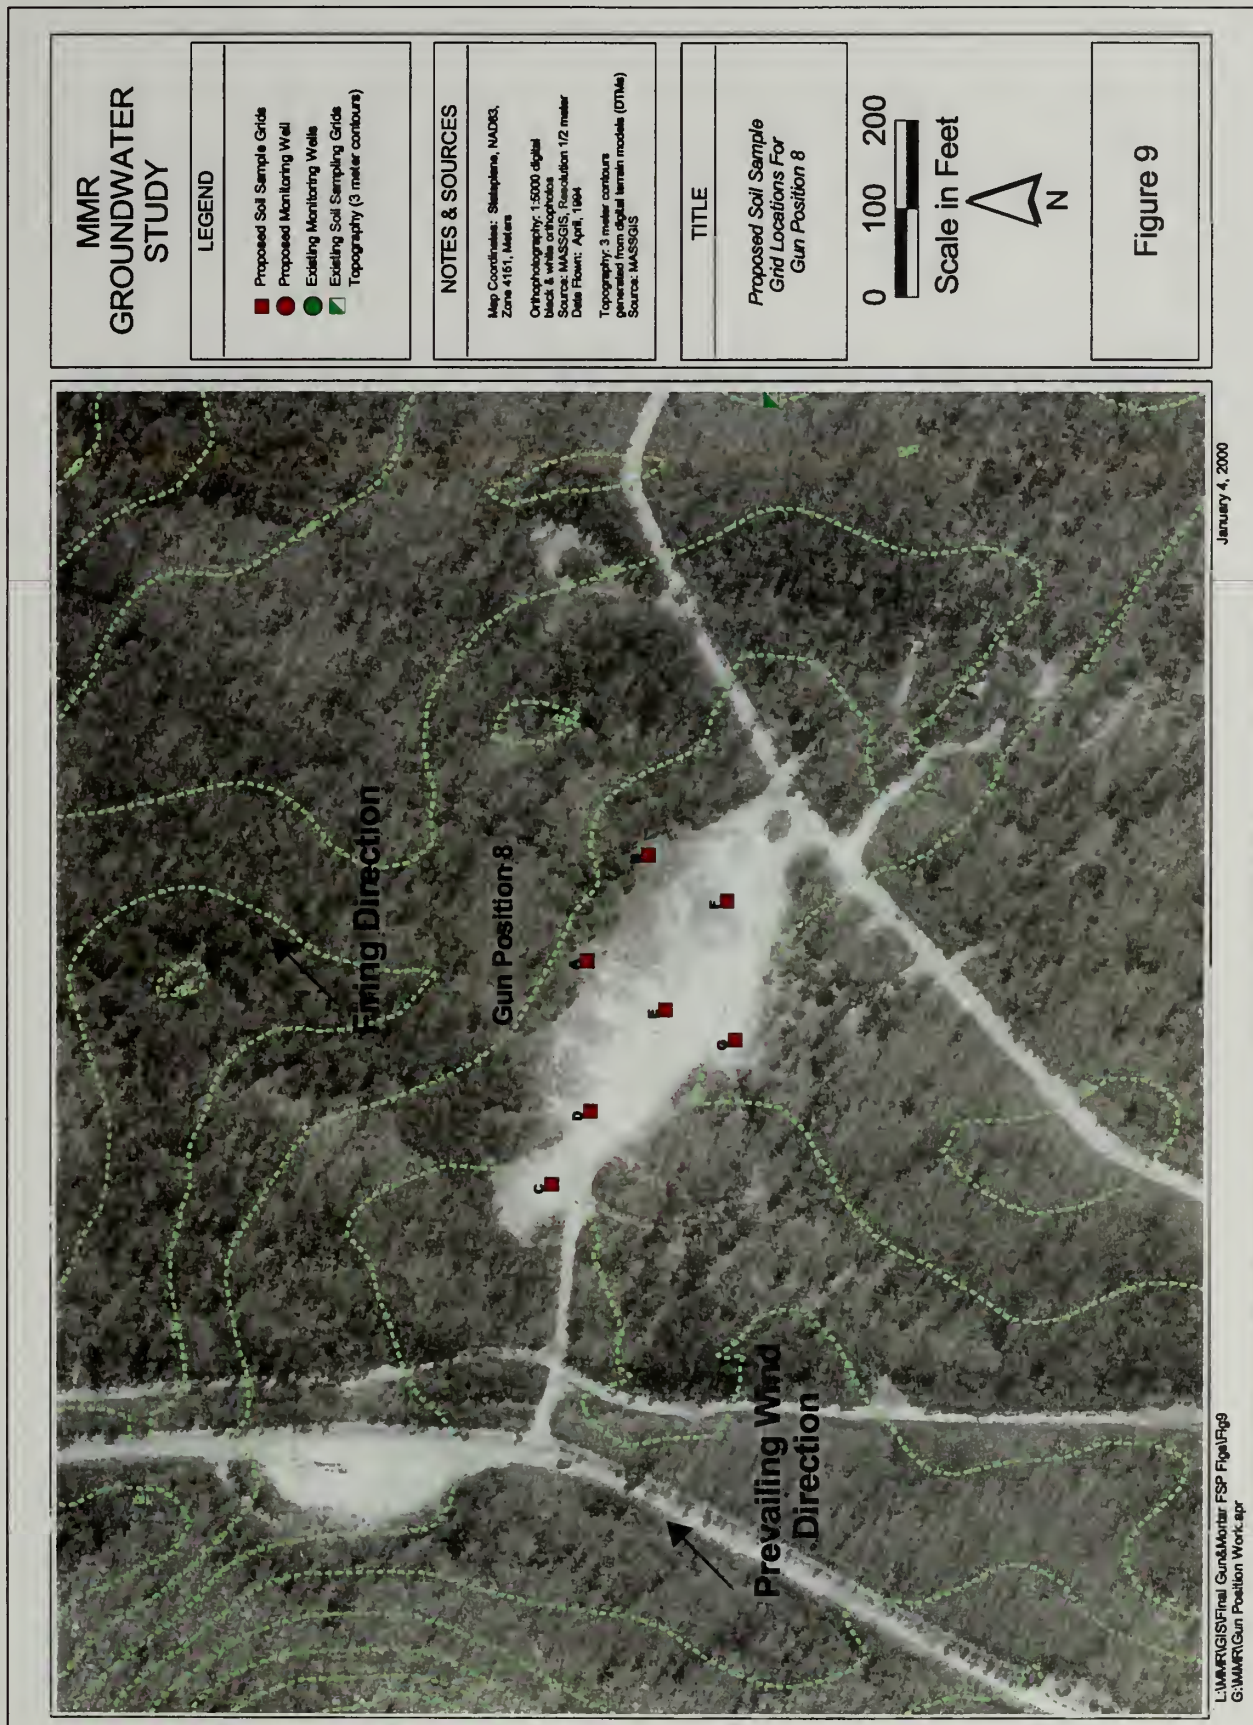 MMR
GROUNDWATER
STUDY
LEGEND
Proposed Soil Sample Grids
Proposed Monitoring Well
Existing Monitoring Wells
Existing Soil Sampling Grids
Topography (3 meter contours)
NOTES & SOURCES
Map Coordinates: Stateplane, NAD83,
Zone 4151, Meters
Orthophotography: 1:5000 digital
black & white orthophotos
Source: MASSGIS, Resolution 1/2 meter
Date Flown: April, 1994
Topography: 3 meter contours
generated from digital terrain models (DTMs)
Source: MASSGIS
TITLE
Proposed Soil Sample
Grid Locations For
Gun Position 8
0 100 200
Scale in Feet
N
Figure 9
Firing Direction
Gun Position 8
A
F
E
G
D
C
Prevailing Wind
Direction
January 4, 2000
L:\MMR\GIS\Final Gun&Mortar FSP Figs\Fig9
G:\MMR\Gun Position Work.apr